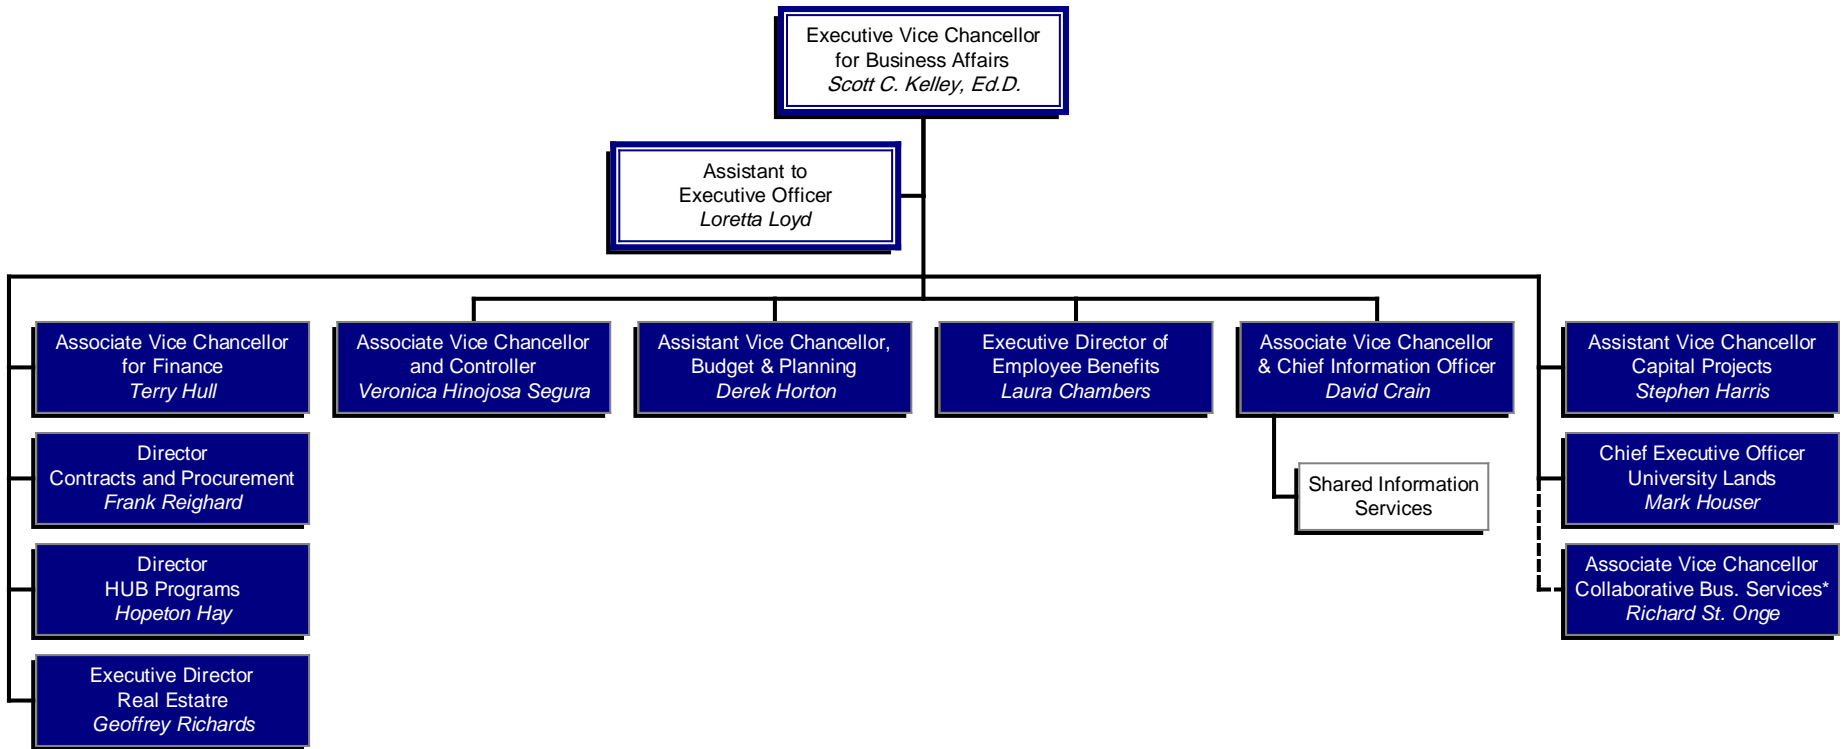 Executive Vice Chancellor
for Business Affairs
Scott C. Kelley, Ed.D.
Assistant to
Executive Officer
Loretta Loyd
Associate Vice Chancellor
for Finance
Terry Hull
Associate Vice Chancellor
and Controller
Veronica Hinojosa Segura
Assistant Vice Chancellor,
Budget & Planning
Derek Horton
Executive Director of
Employee Benefits
Laura Chambers
Associate Vice Chancellor
& Chief Information Officer
David Crain
Assistant Vice Chancellor
Capital Projects
Stephen Harris
Director
Contracts and Procurement
Frank Reighard
Shared Information
Services
Chief Executive Officer
University Lands
Mark Houser
Director
HUB Programs
Hopeton Hay
Associate Vice Chancellor
Collaborative Bus. Services*
Richard St. Onge
Executive Director
Real Estatre
Geoffrey Richards